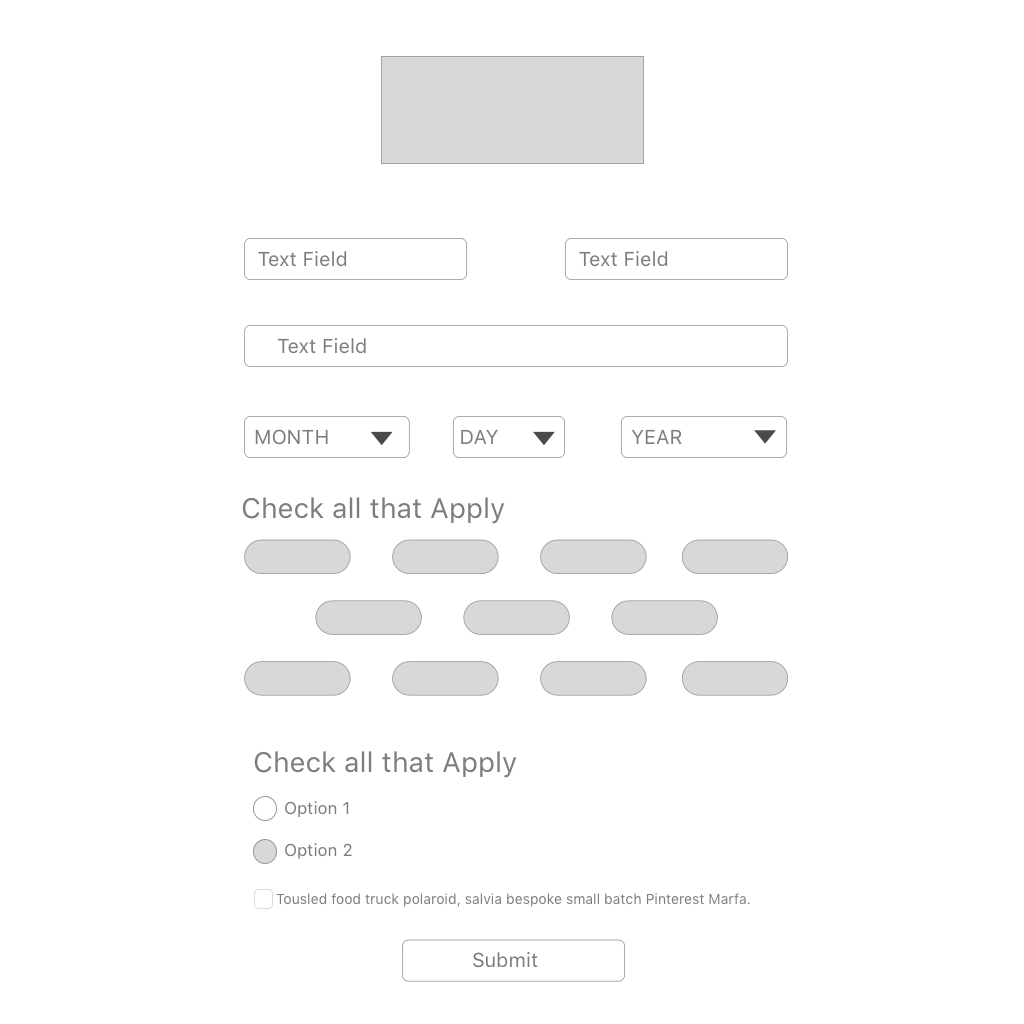 Text Field
Text Field
Text Field
MONTH
DAY
YEAR
Check all that Apply
Check all that Apply
Option 1
Option 2
Tousled food truck polaroid, salvia bespoke small batch Pinterest Marfa.
Submit